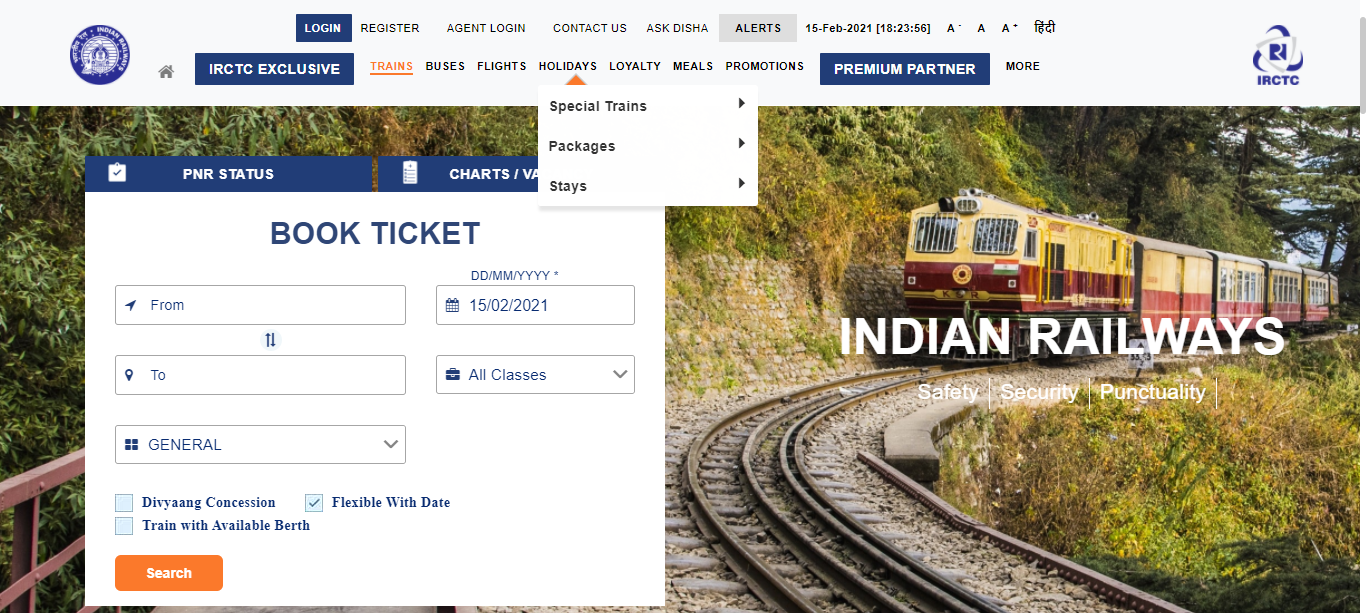 LOGIN REGISTER AGENT LOGIN CONTACT US ASK DISHA ALERTS 15-Feb-2021 [18:23:56] A- A A+ हिंदी
IRCTC EXCLUSIVE TRAINS BUSES FLIGHTS HOLIDAYS LOYALTY MEALS PROMOTIONS PREMIUM PARTNER MORE
INDIAN RAILWAYS
IRCTC
Special Trains
Packages
Stays
PNR STATUS
CHARTS / VA
BOOK TICKET
DD/MM/YYYY *
From
15/02/2021
To
All Classes
GENERAL
Divyaang Concession
Flexible With Date
Train with Available Berth
Search
INDIAN RAILWAYS
Safety | Security | Punctuality |